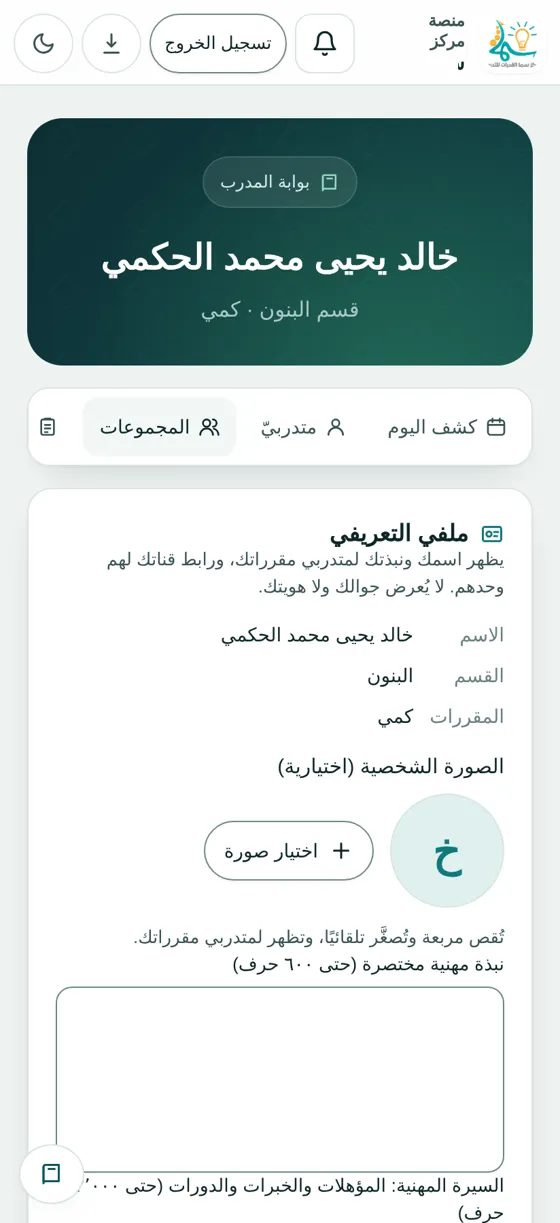 منصة
مركز
تسجيل الخروج
بوابة المدرب
خالد يحيى محمد الحكمي
قسم البنون · كمي
كشف اليوم
متدربيّ
المجموعات
ملفي التعريفي
يظهر اسمك ونبذتك لمتدربي مقرراتك، ورابط قناتك لهم
وحدهم. لا يُعرض جوالك ولا هويتك.
الاسم خالد يحيى محمد الحكمي
القسم البنون
المقررات كمي
الصورة الشخصية (اختيارية)
خ
اختيار صورة
تُقص مربعة وتُصغَّر تلقائيًا، وتظهر لمتدربي مقرراتك.
نبذة مهنية مختصرة (حتى ٦٠٠ حرف)
السيرة المهنية: المؤهلات والخبرات والدورات (حتى
حرف)